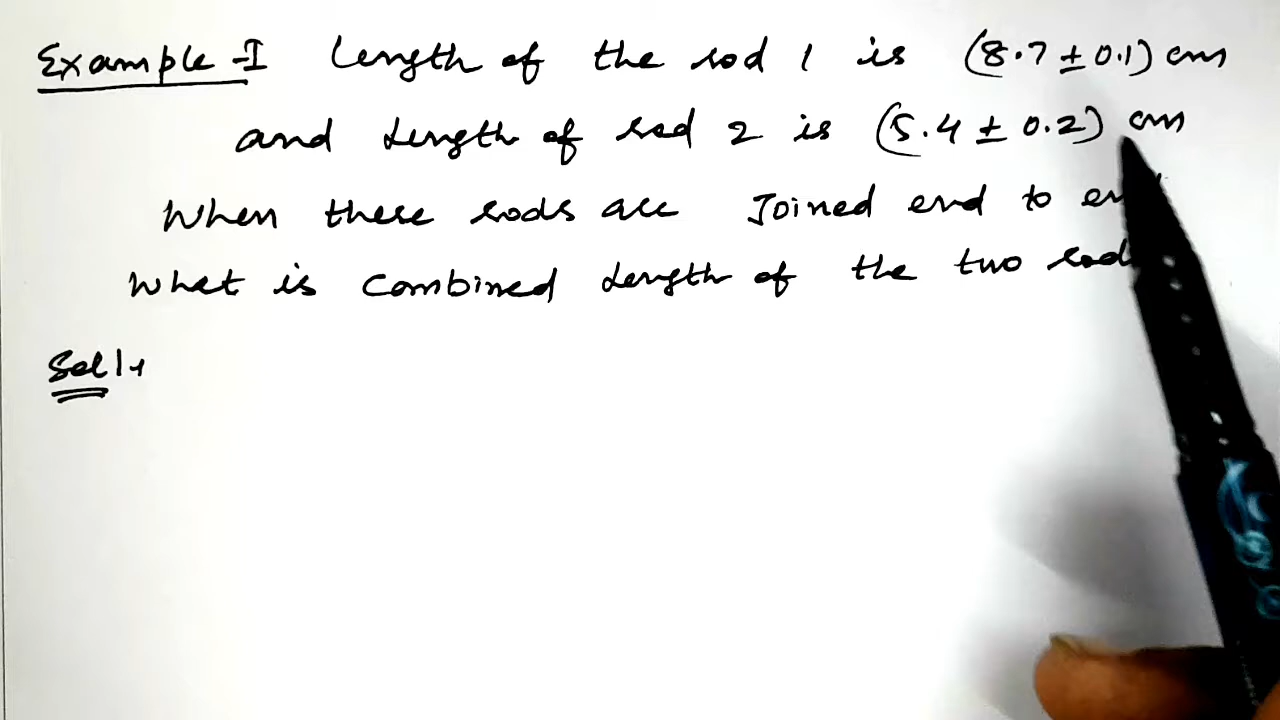 Example-I Length of the rod 1 is (8.7 ± 0.1) cm
and Length of rod 2 is (5.4 ± 0.2) cm
When these rods are Joined end to
What is combined Length of the two
Sol :-